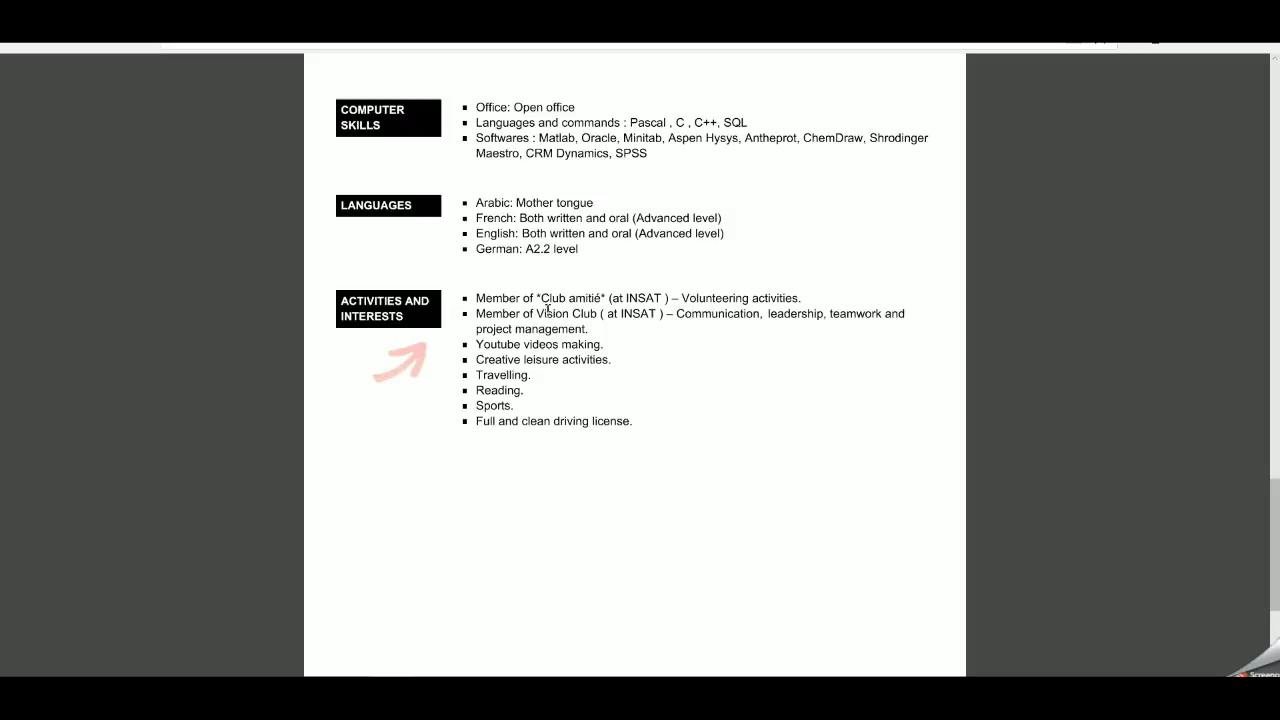 COMPUTER
SKILLS
Office: Open office
Languages and commands : Pascal , C , C++, SQL
Softwares : Matlab, Oracle, Minitab, Aspen Hysys, Antheprot, ChemDraw, Shrodinger
Maestro, CRM Dynamics, SPSS
LANGUAGES
Arabic: Mother tongue
French: Both written and oral (Advanced level)
English: Both written and oral (Advanced level)
German: A2.2 level
ACTIVITIES AND
INTERESTS
Member of *Club amitié* (at INSAT ) – Volunteering activities.
Member of Vision Club ( at INSAT ) – Communication, leadership, teamwork and
project management.
Youtube videos making.
Creative leisure activities.
Travelling.
Reading.
Sports.
Full and clean driving license.